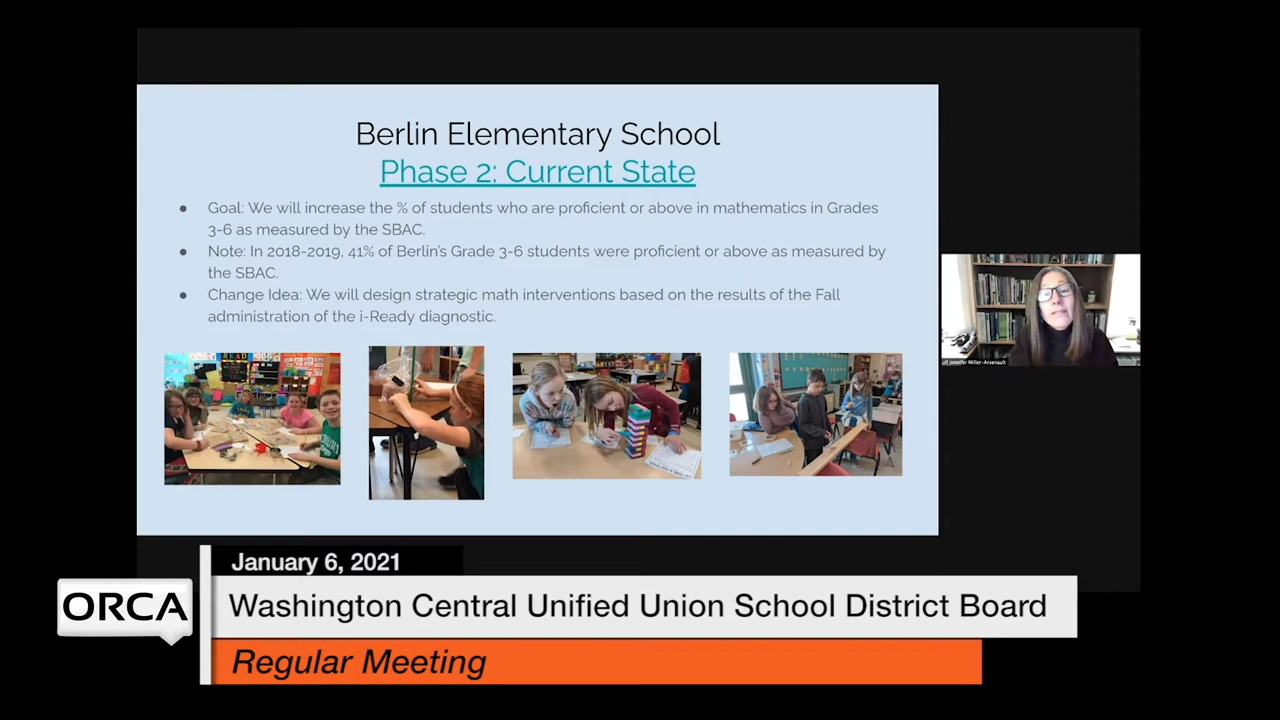 Berlin Elementary School
Phase 2: Current State
● Goal: We will increase the % of students who are proficient or above in mathematics in Grades
3-6 as measured by the SBAC.
● Note: In 2018-2019, 41% of Berlin's Grade 3-6 students were proficient or above as measured by
the SBAC.
● Change Idea: We will design strategic math interventions based on the results of the Fall
administration of the i-Ready diagnostic.
READ
Jennifer Miller-Arsenault
January 6, 2021
ORCA
Washington Central Unified Union School District Board
Regular Meeting